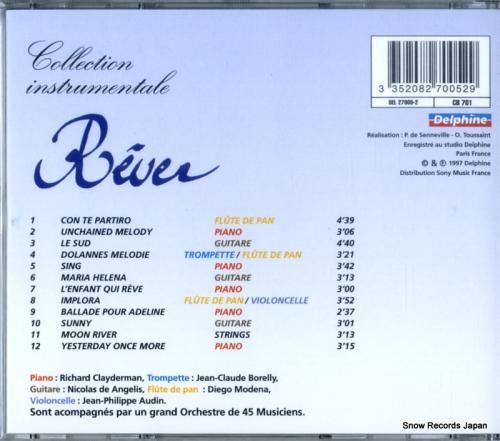 Collection
instrumentale
Rêver
3 352082 700529
DEL 27005-2 CB 701
Delphine
Réalisation : P. de Senneville - O. Toussaint
Enregistré au studio Delphine
Paris France
© & ℗ 1997 Delphine
Distribution Sony Music France
1 CON TE PARTIRO FLÛTE DE PAN 4'39
2 UNCHAINED MELODY PIANO 3'06
3 LE SUD GUITARE 4'40
4 DOLANNES MELODIE TROMPETTE / FLÛTE DE PAN 3'21
5 SING PIANO 3'42
6 MARIA HELENA GUITARE 3'13
7 L'ENFANT QUI RÊVE PIANO 3'00
8 IMPLORA FLÛTE DE PAN / VIOLONCELLE 3'52
9 BALLADE POUR ADELINE PIANO 2'37
10 SUNNY GUITARE 3'01
11 MOON RIVER STRINGS 3'13
12 YESTERDAY ONCE MORE PIANO 3'15
Piano : Richard Clayderman, Trompette : Jean-Claude Borelly,
Guitare : Nicolas de Angelis, Flûte de pan : Diego Modena,
Violoncelle : Jean-Philippe Audin.
Sont acompagnés par un grand Orchestre de 45 Musiciens.
Snow Records Japan